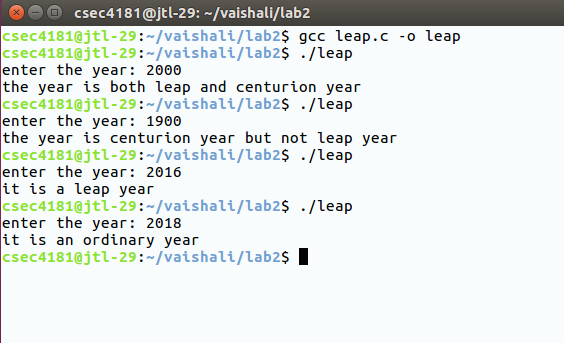 csec4181@jtl-29: ~/vaishali/lab2
csec4181@jtl-29:~/vaishali/lab2$ gcc leap.c -o leap
csec4181@jtl-29:~/vaishali/lab2$ ./leap
enter the year: 2000
the year is both leap and centurion year
csec4181@jtl-29:~/vaishali/lab2$ ./leap
enter the year: 1900
the year is centurion year but not leap year
csec4181@jtl-29:~/vaishali/lab2$ ./leap
enter the year: 2016
it is a leap year
csec4181@jtl-29:~/vaishali/lab2$ ./leap
enter the year: 2018
it is an ordinary year
csec4181@jtl-29:~/vaishali/lab2$